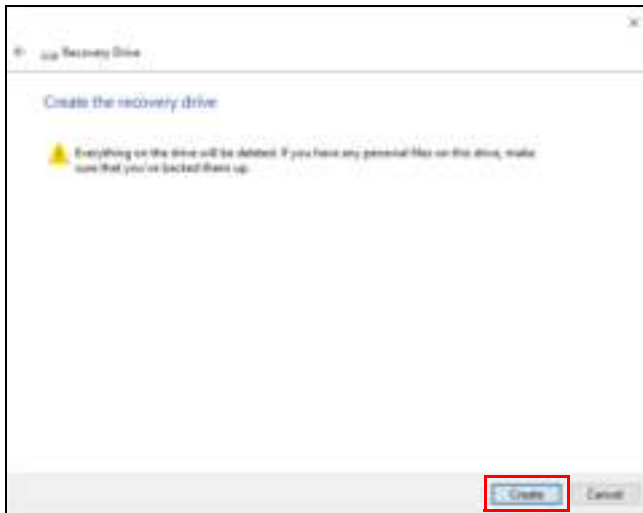 Recovery Drive
Create the recovery drive
Everything on the drive will be deleted. If you have any personal files on this drive, make
sure that you've backed them up.
Create Cancel